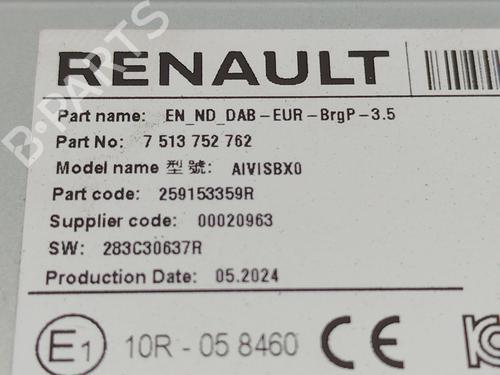 RENAULT
Part name: EN_ND_DAB-EUR-BrgP-3.5
Part No: 7 513 752 762
Model name 型號: AIVISBX0
Part code: 259153359R
Supplier code: 00020963
SW: 283C30637R
Production Date: 05.2024
E1 10R - 05 8460 CE
B-PARTS